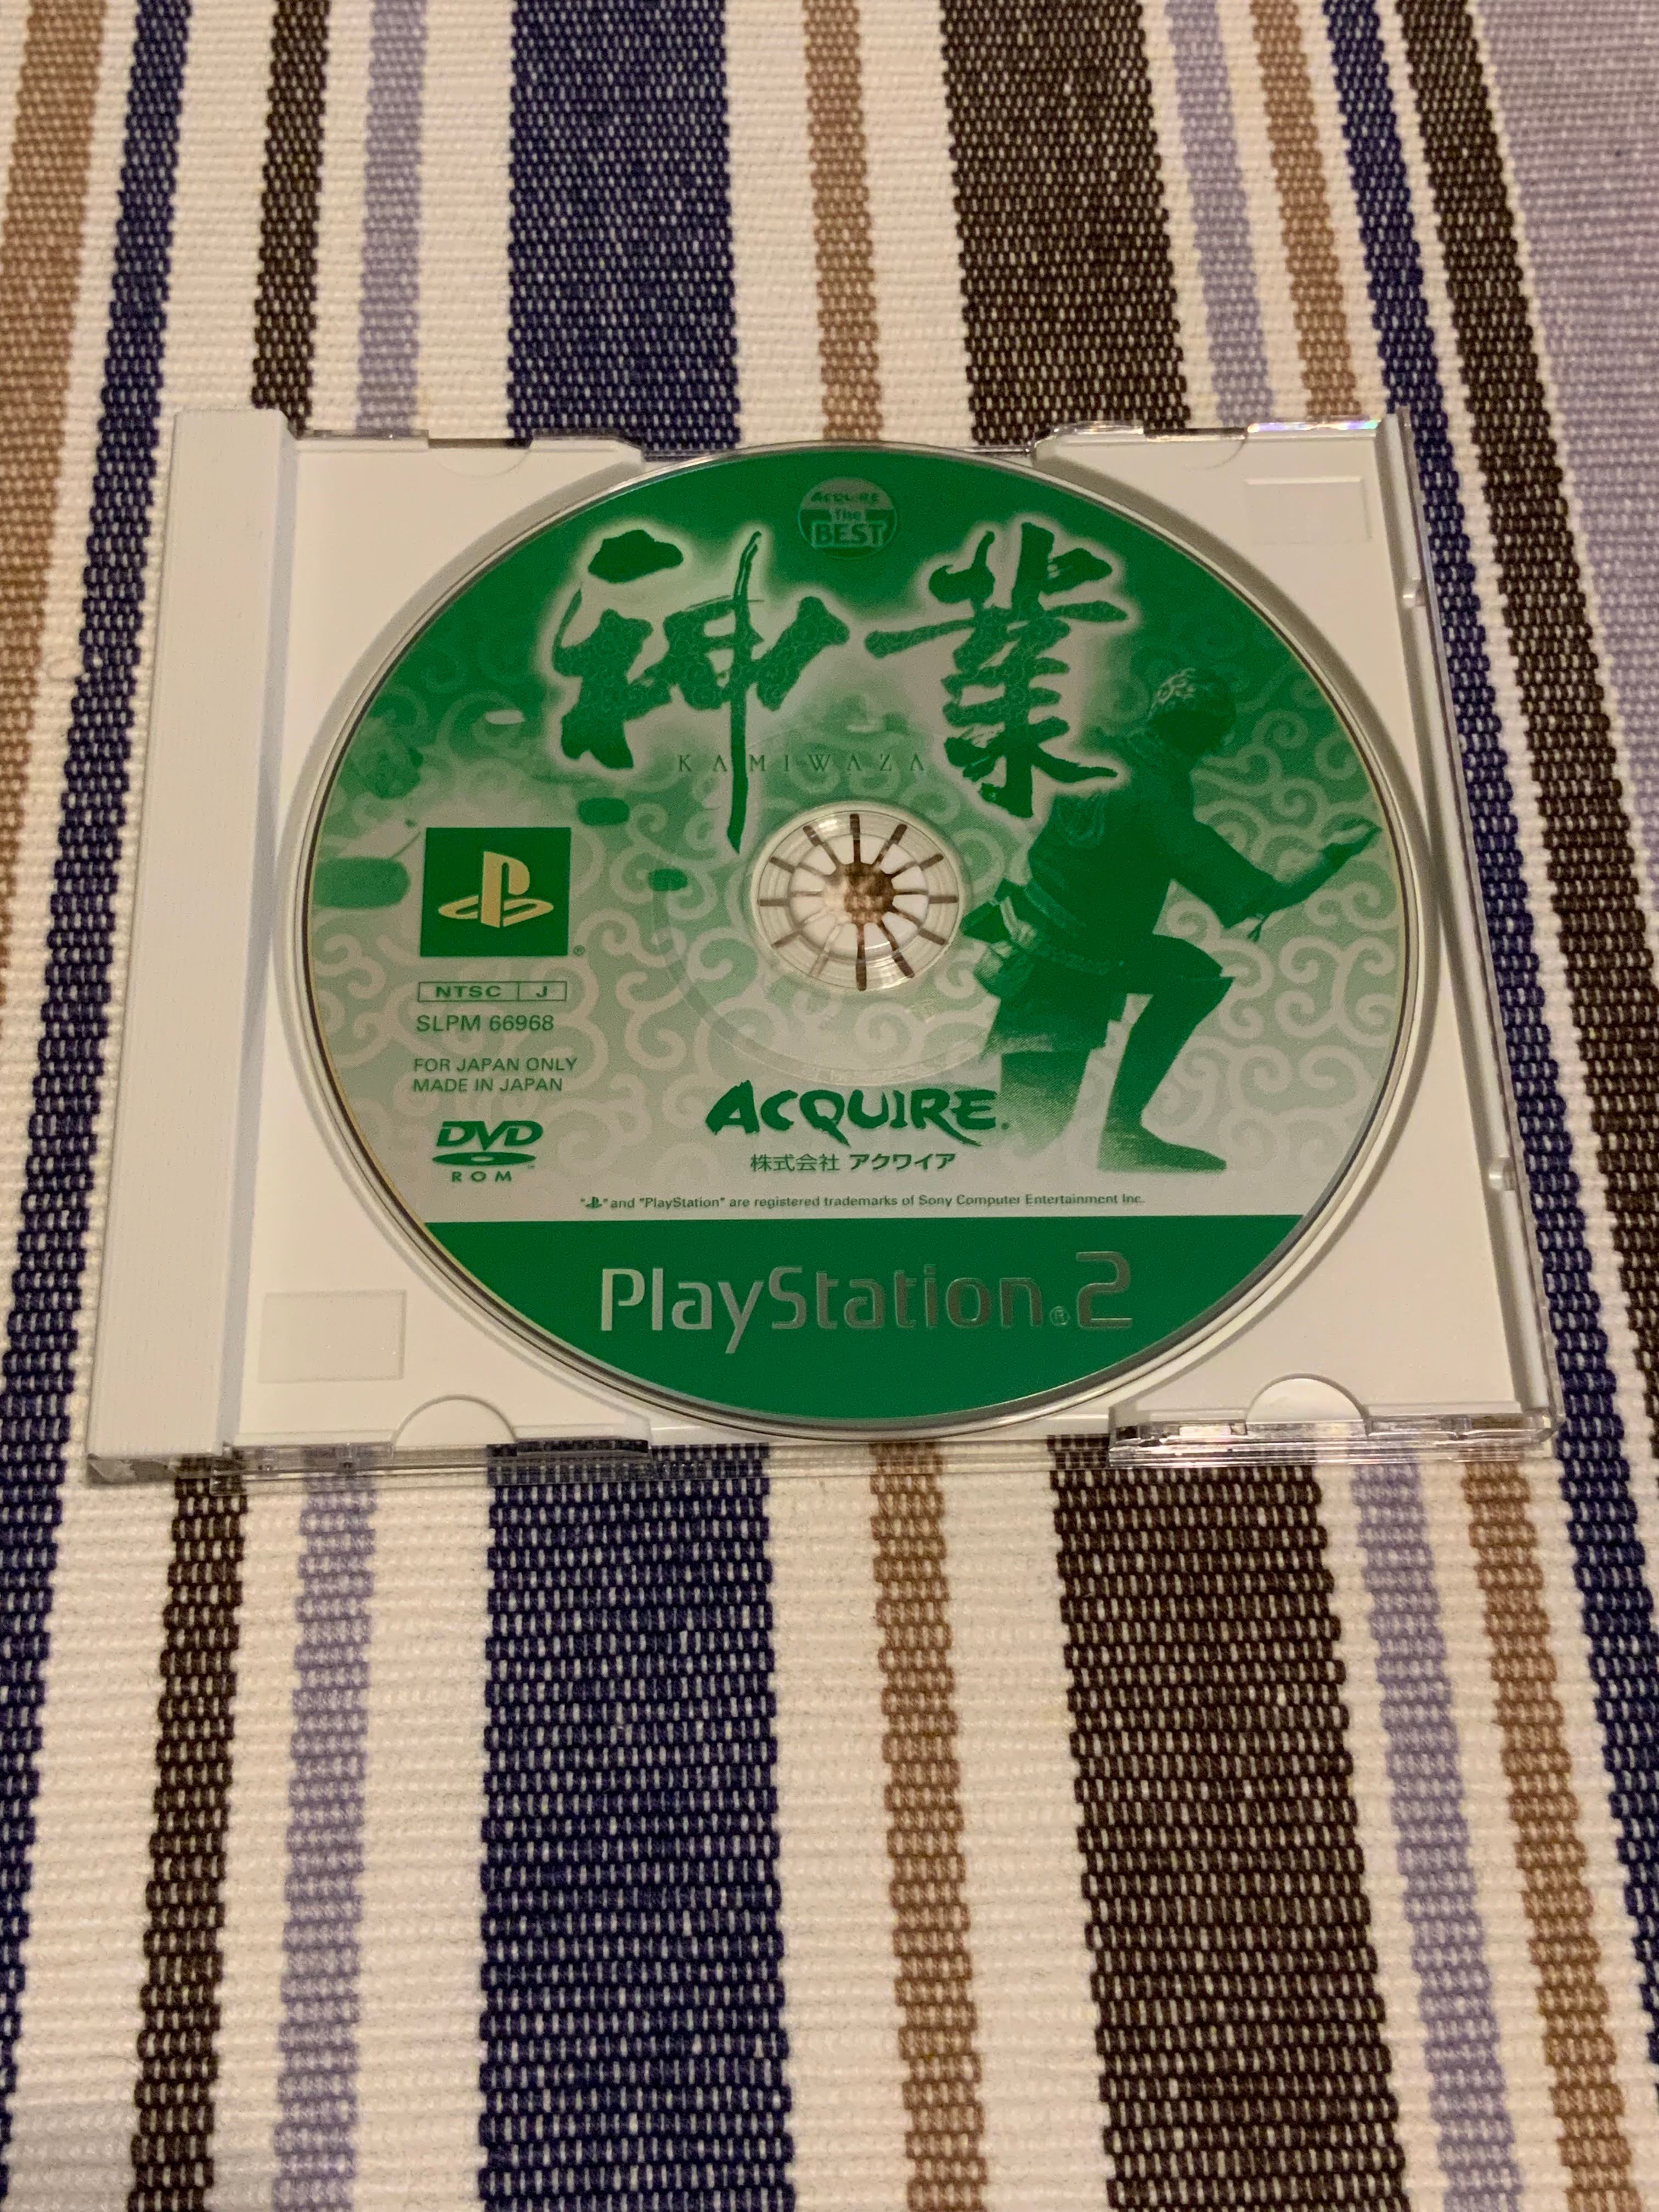 ACQUIRE
The
BEST
神業
KAMIWAZA
NTSC J
SLPM 66968
FOR JAPAN ONLY
MADE IN JAPAN
DVD
ROM
ACQUIRE.
株式会社 アクワイア
"PS" and "PlayStation" are registered trademarks of Sony Computer Entertainment Inc.
PlayStation®2